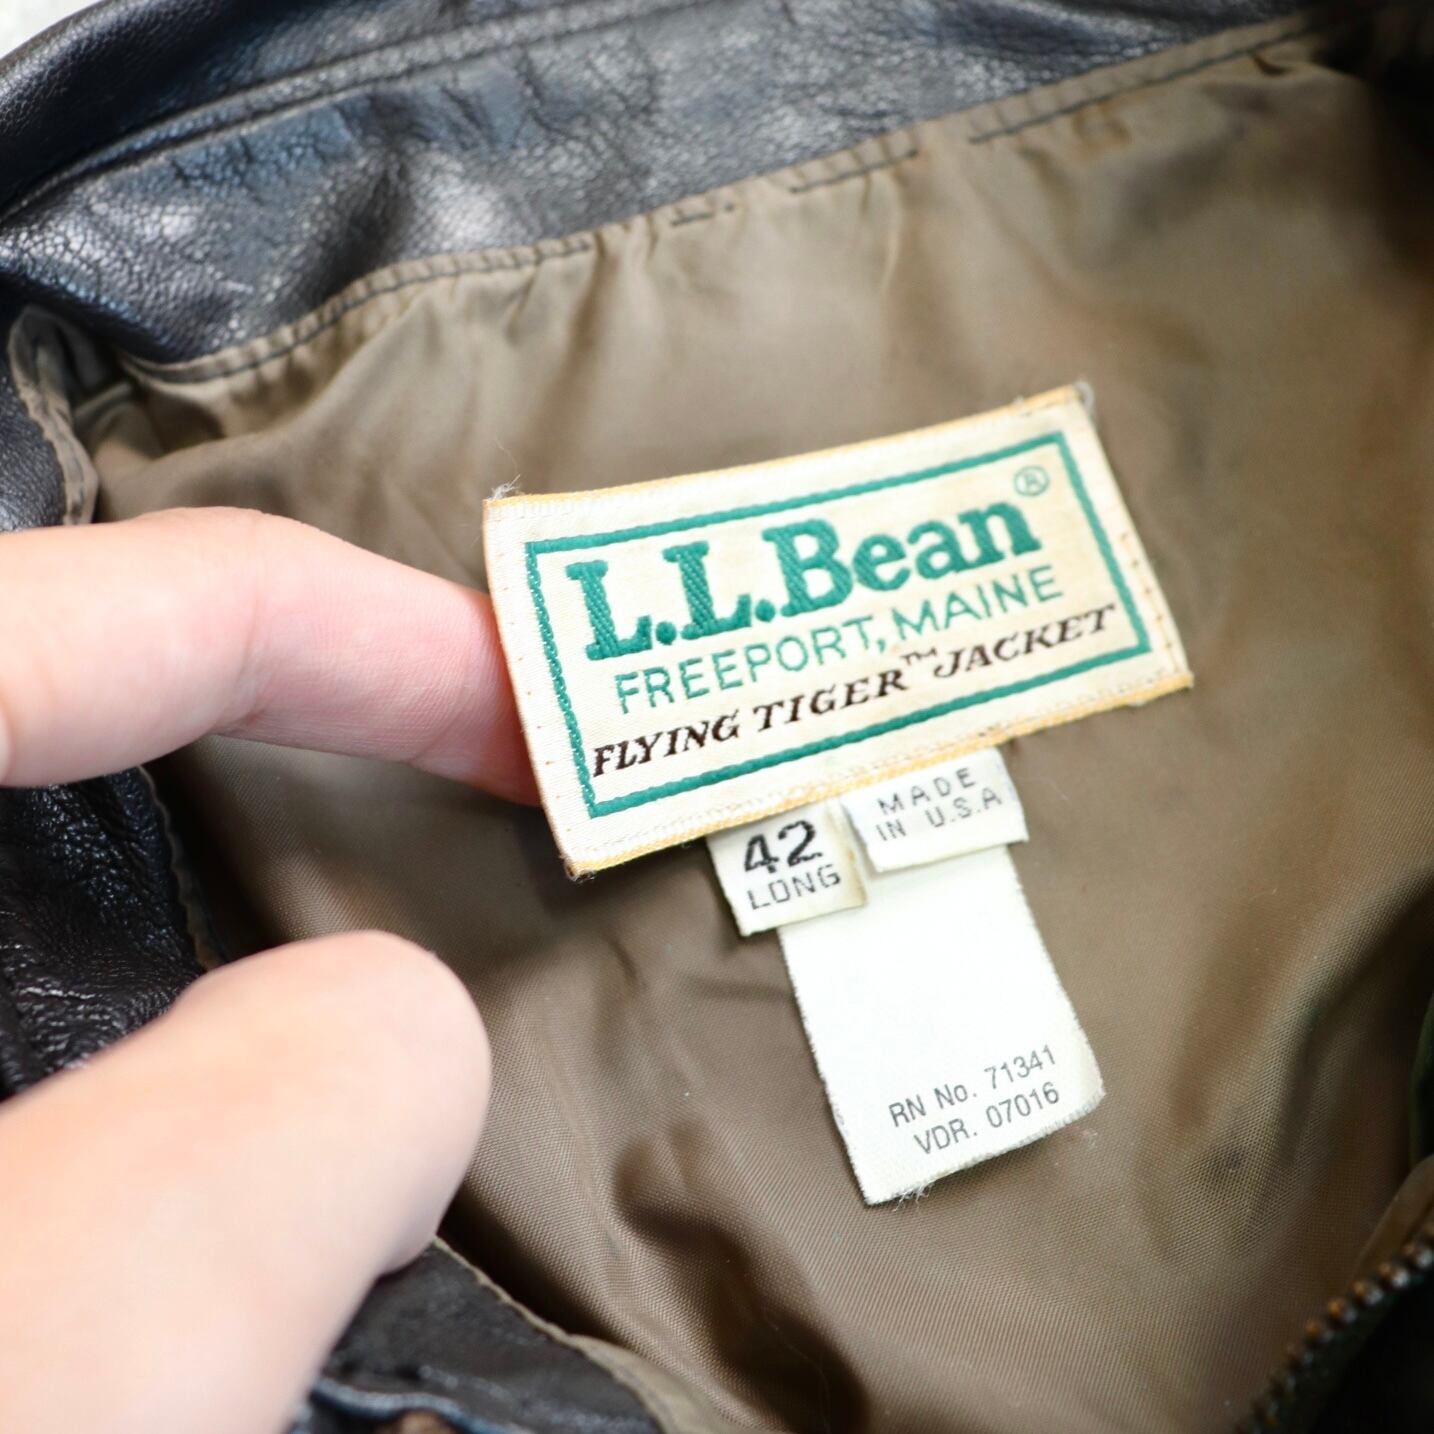 L.L.Bean®
FREEPORT, MAINE
FLYING TIGER™ JACKET
42
LONG
MADE
IN U.S.A
RN No. 71341
VDR. 07016